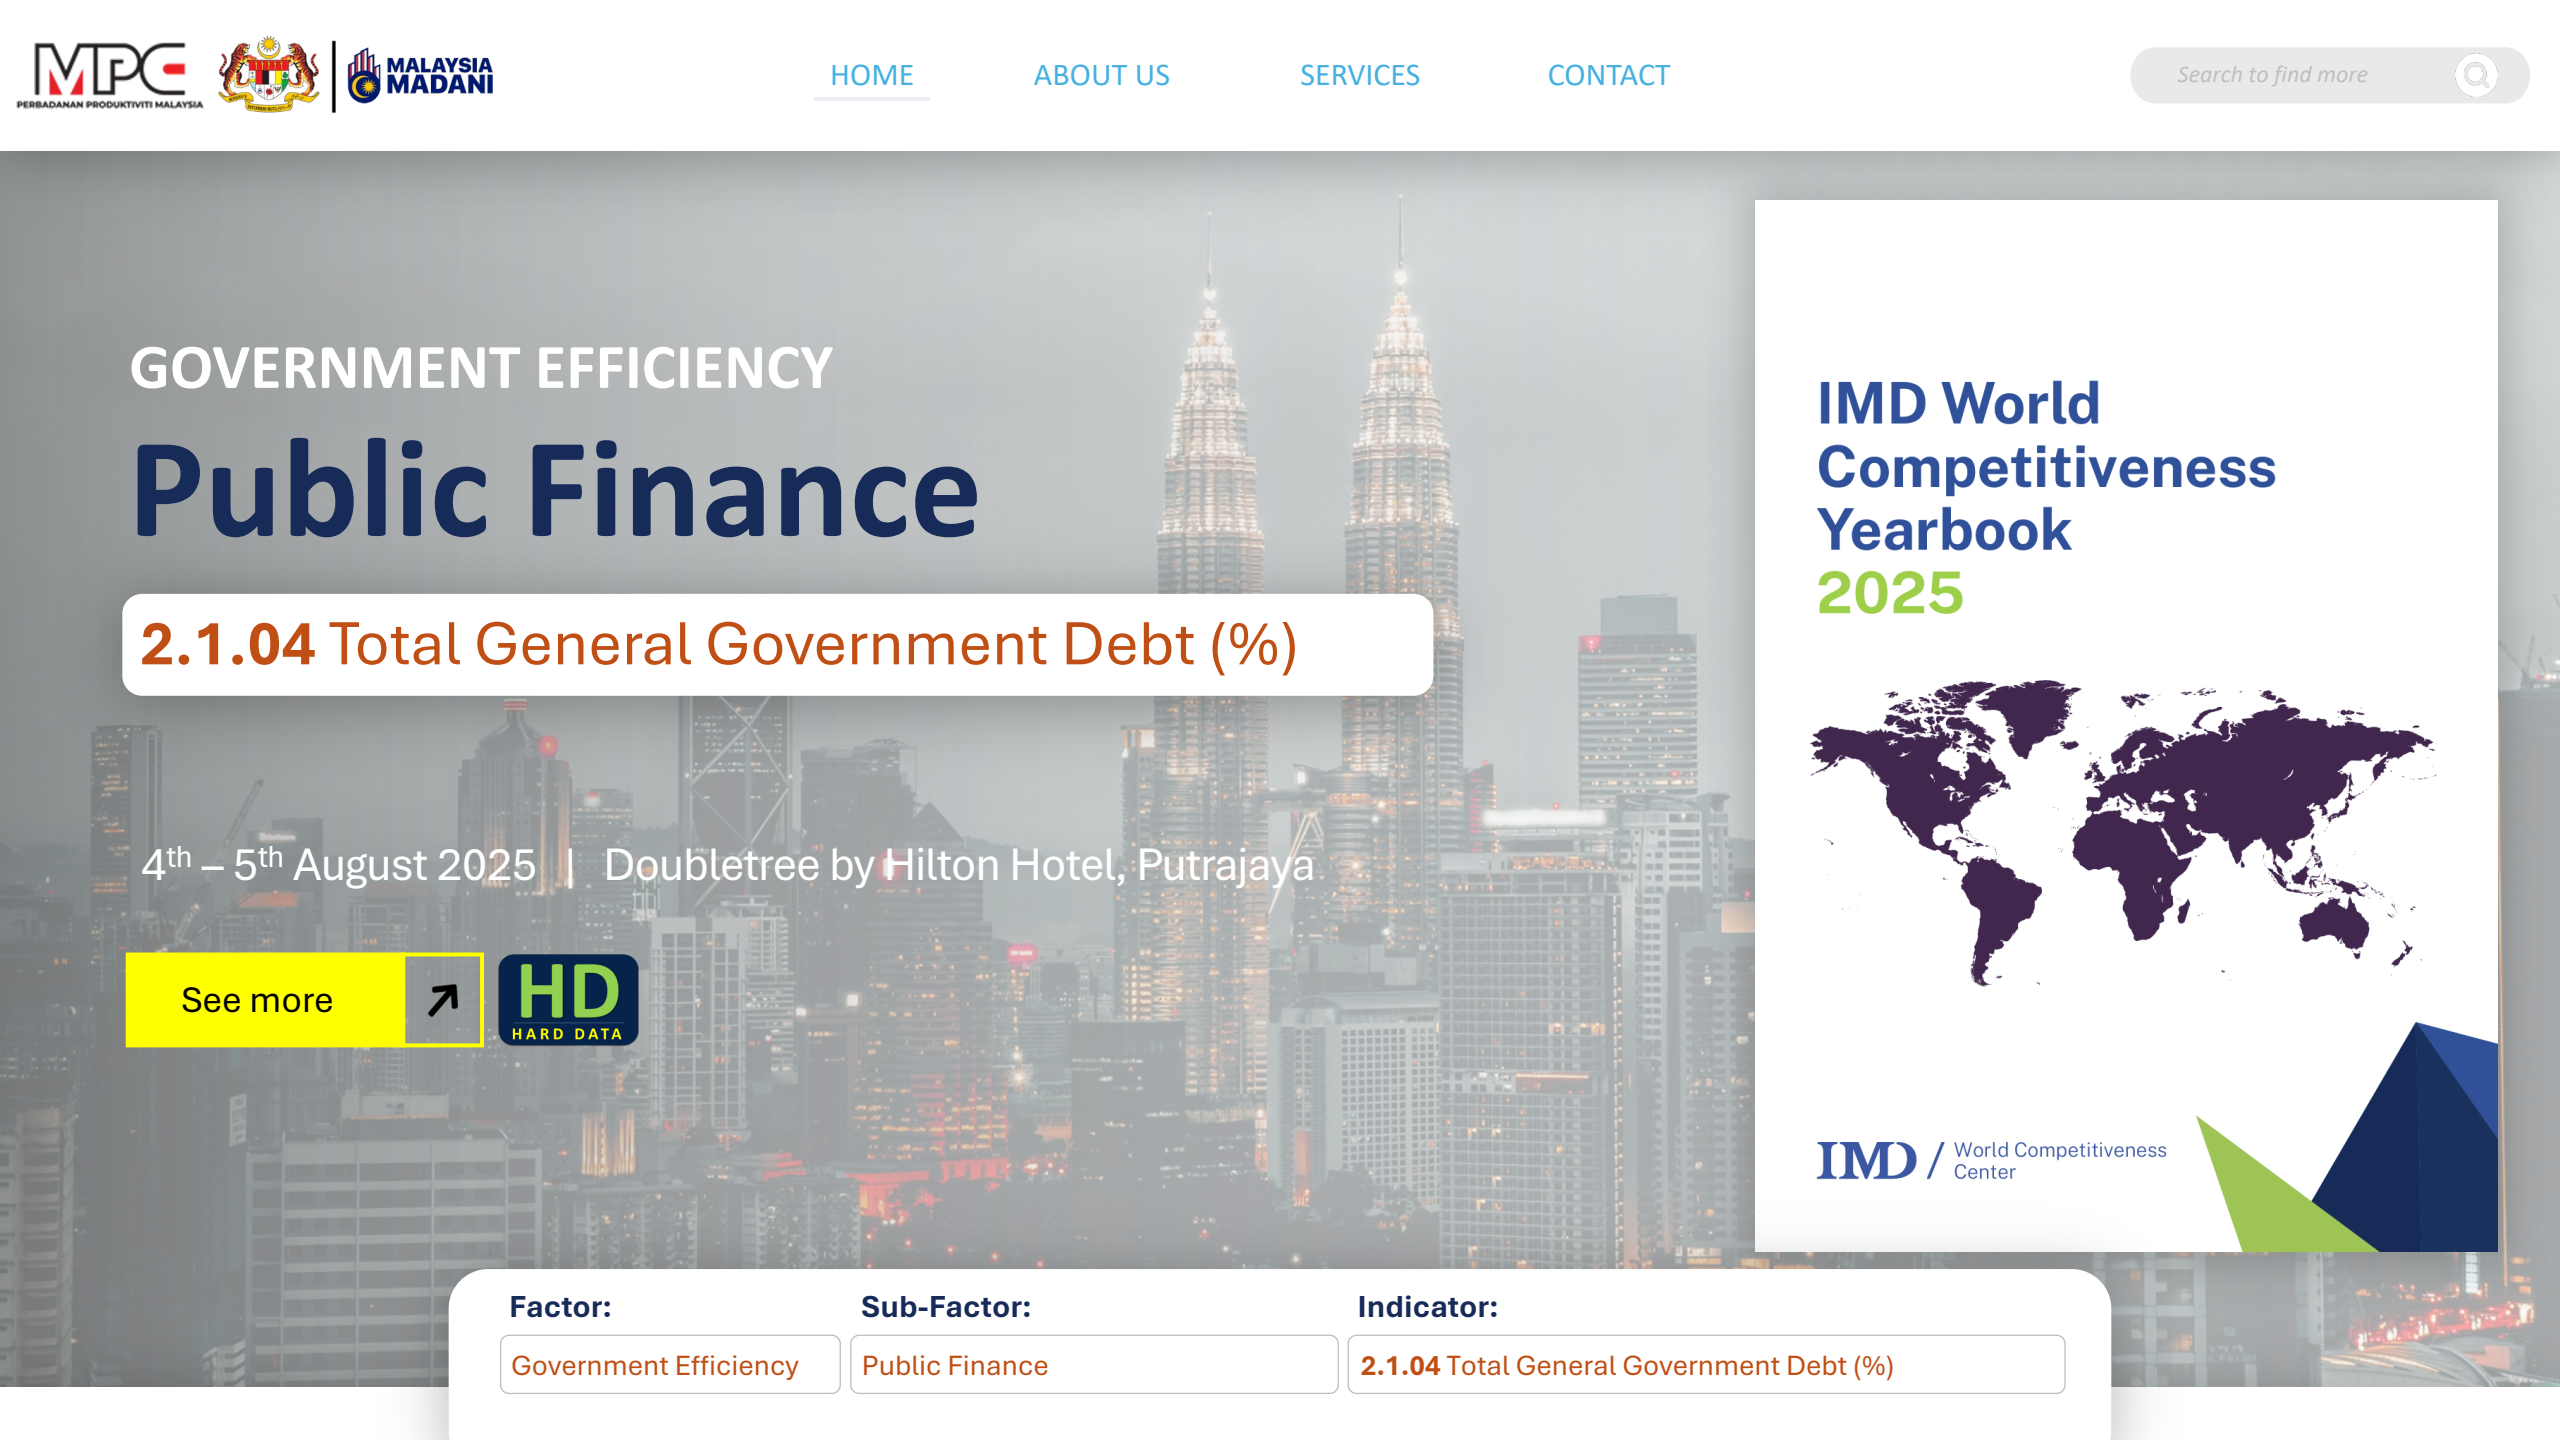 MPC
PERBADANAN PRODUKTIVITI MALAYSIA
MALAYSIA
MADANI
HOME
ABOUT US
SERVICES
CONTACT
Search to find more
GOVERNMENT EFFICIENCY
Public Finance
2.1.04 Total General Government Debt (%)
4th – 5th August 2025 | Doubletree by Hilton Hotel, Putrajaya
See more
HD
HARD DATA
IMD World
Competitiveness
Yearbook
2025
IMD / World Competitiveness
Center
Factor:
Sub-Factor:
Indicator:
Government Efficiency
Public Finance
2.1.04 Total General Government Debt (%)